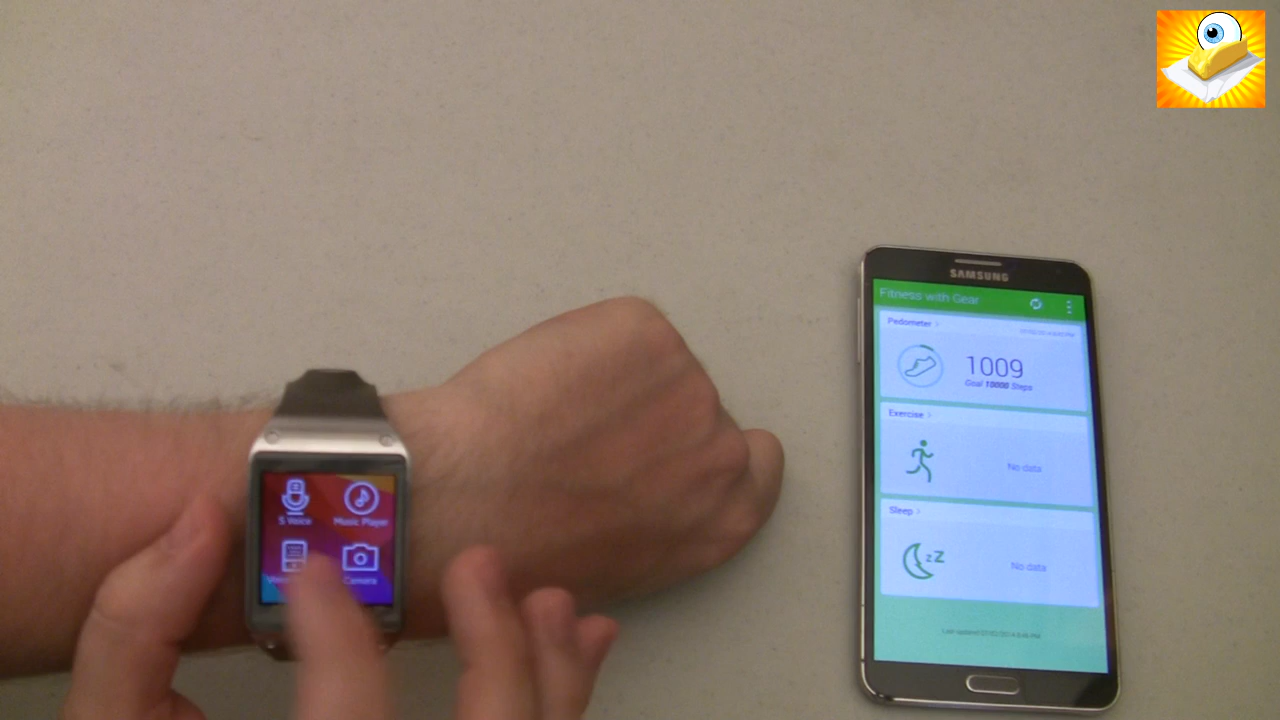 S Voice
Music Player
Camera
SAMSUNG
Fitness with Gear
Pedometer >
1009
Goal 10000 Steps
Exercise >
No data
Sleep >
No data